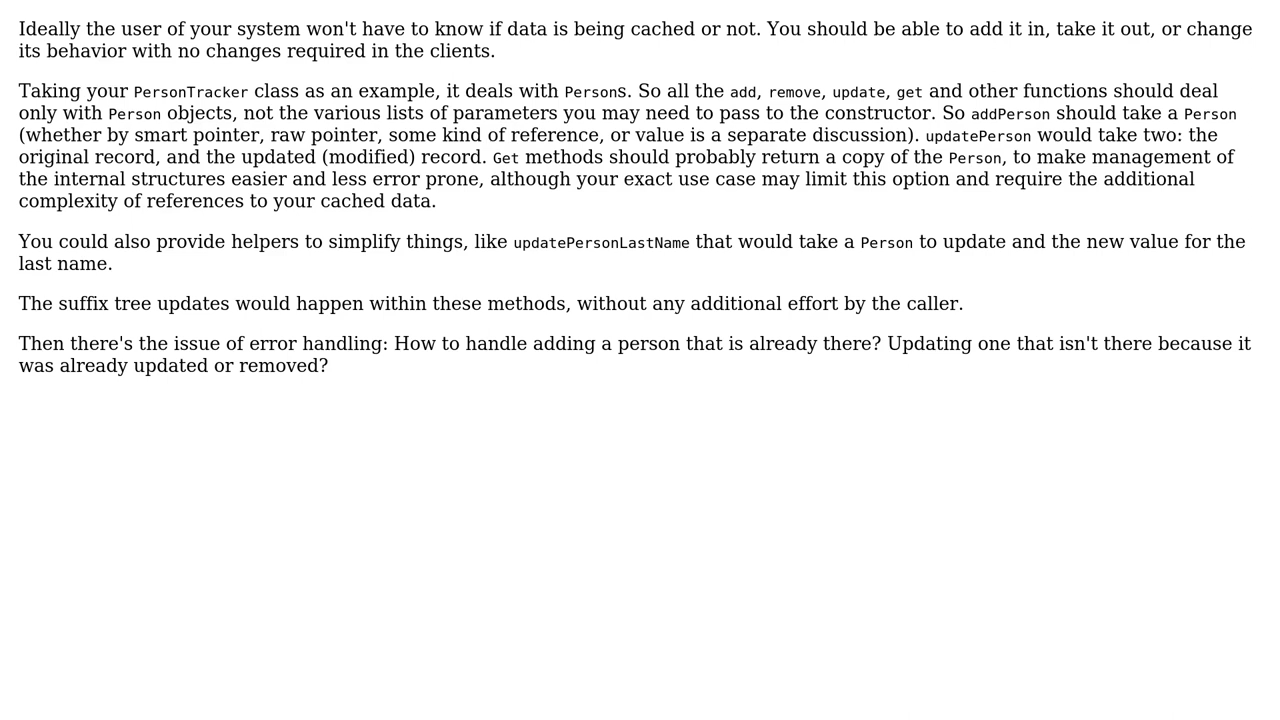 Ideally the user of your system won't have to know if data is being cached or not. You should be able to add it in, take it out, or change
its behavior with no changes required in the clients.
Taking your PersonTracker class as an example, it deals with Persons. So all the add, remove, update, get and other functions should deal
only with Person objects, not the various lists of parameters you may need to pass to the constructor. So addPerson should take a Person
(whether by smart pointer, raw pointer, some kind of reference, or value is a separate discussion). updatePerson would take two: the
original record, and the updated (modified) record. Get methods should probably return a copy of the Person, to make management of
the internal structures easier and less error prone, although your exact use case may limit this option and require the additional
complexity of references to your cached data.
You could also provide helpers to simplify things, like updatePersonLastName that would take a Person to update and the new value for the
last name.
The suffix tree updates would happen within these methods, without any additional effort by the caller.
Then there's the issue of error handling: How to handle adding a person that is already there? Updating one that isn't there because it
was already updated or removed?